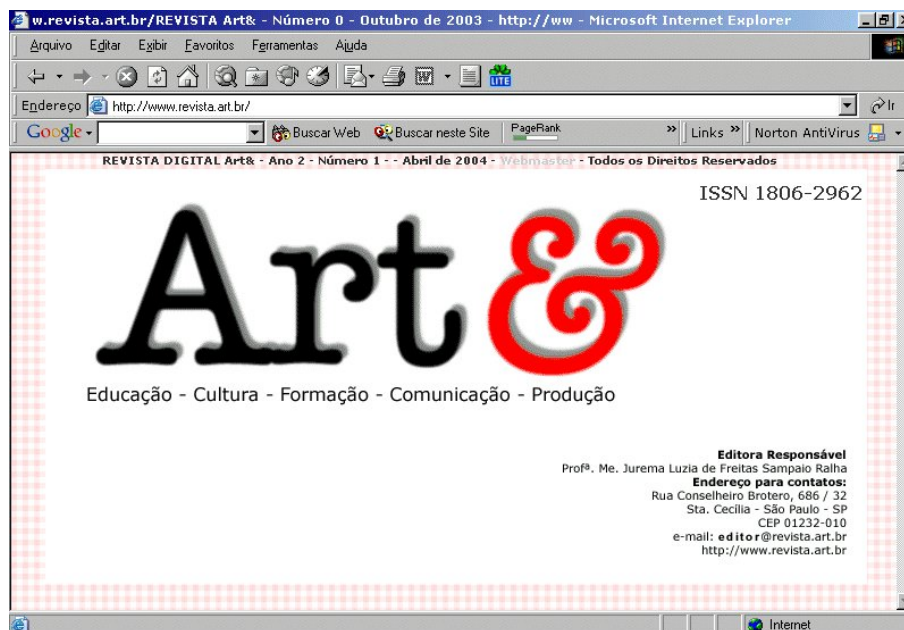 w.revista.art.br/REVISTA Art& - Número 0 - Outubro de 2003 - http://ww - Microsoft Internet Explorer
Arquivo Editar Exibir Favoritos Ferramentas Ajuda
LITE
Endereço http://www.revista.art.br/ Ir
Google Buscar Web Buscar neste Site PageRank » Links » Norton AntiVirus
REVISTA DIGITAL Art& - Ano 2 - Número 1 - - Abril de 2004 - Webmaster - Todos os Direitos Reservados
ISSN 1806-2962
Art &
Educação - Cultura - Formação - Comunicação - Produção
Editora Responsável
Profª. Me. Jurema Luzia de Freitas Sampaio Ralha
Endereço para contatos:
Rua Conselheiro Brotero, 686 / 32
Sta. Cecília - São Paulo - SP
CEP 01232-010
e-mail: editor@revista.art.br
http://www.revista.art.br
Internet